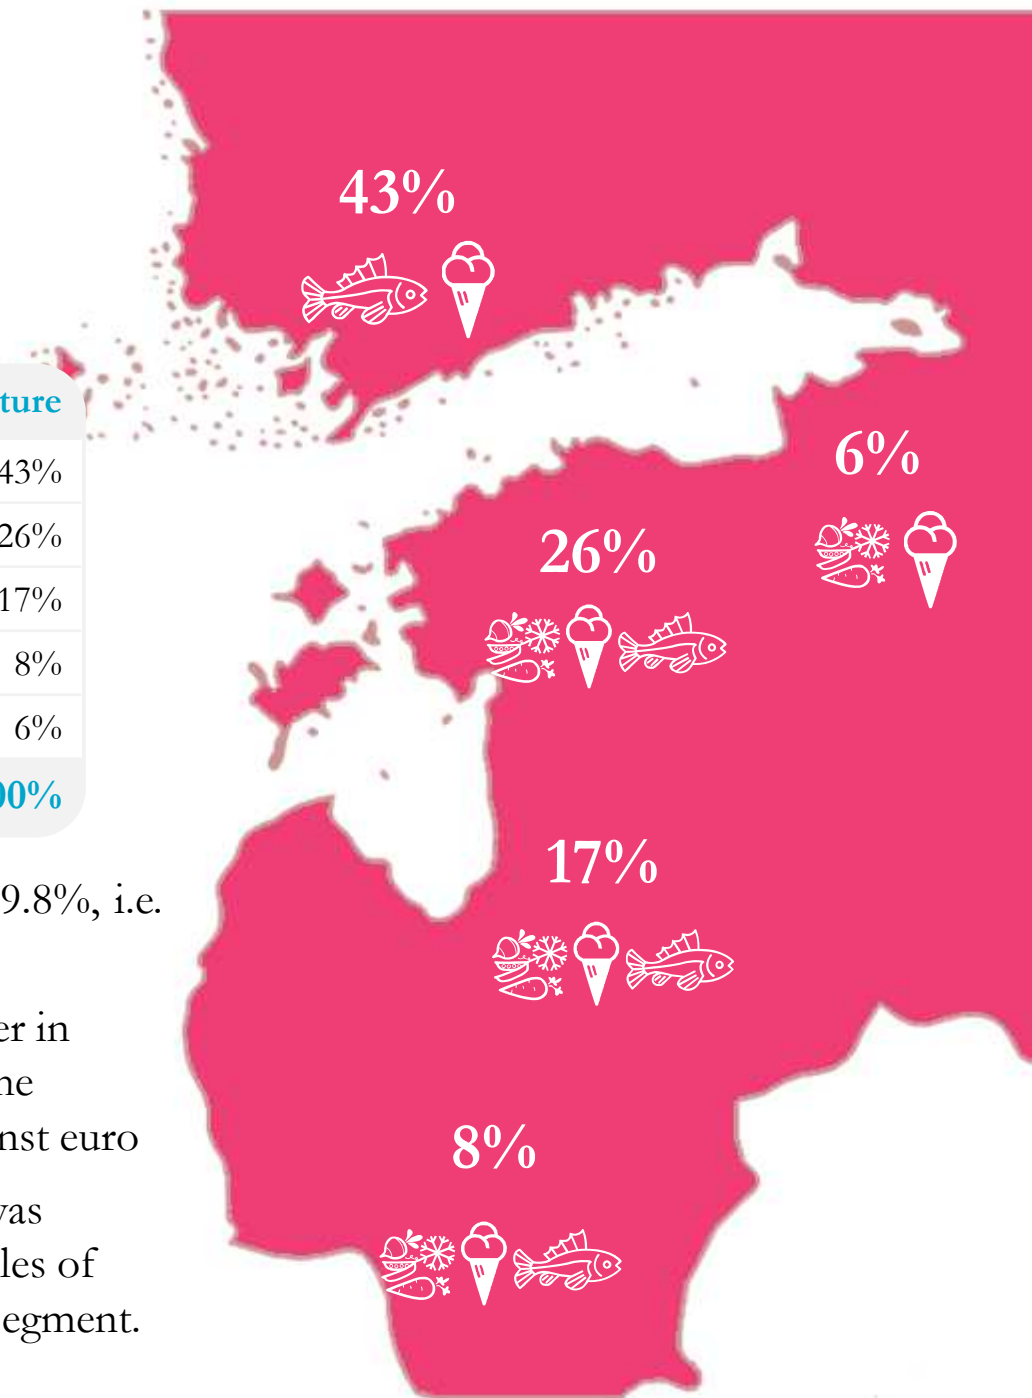 43%
ture
43%
6%
26%
26%
17%
8%
6%
00%
17%
9.8%, i.e.
er in
ne
nst euro
8%
vas
les of
egment.